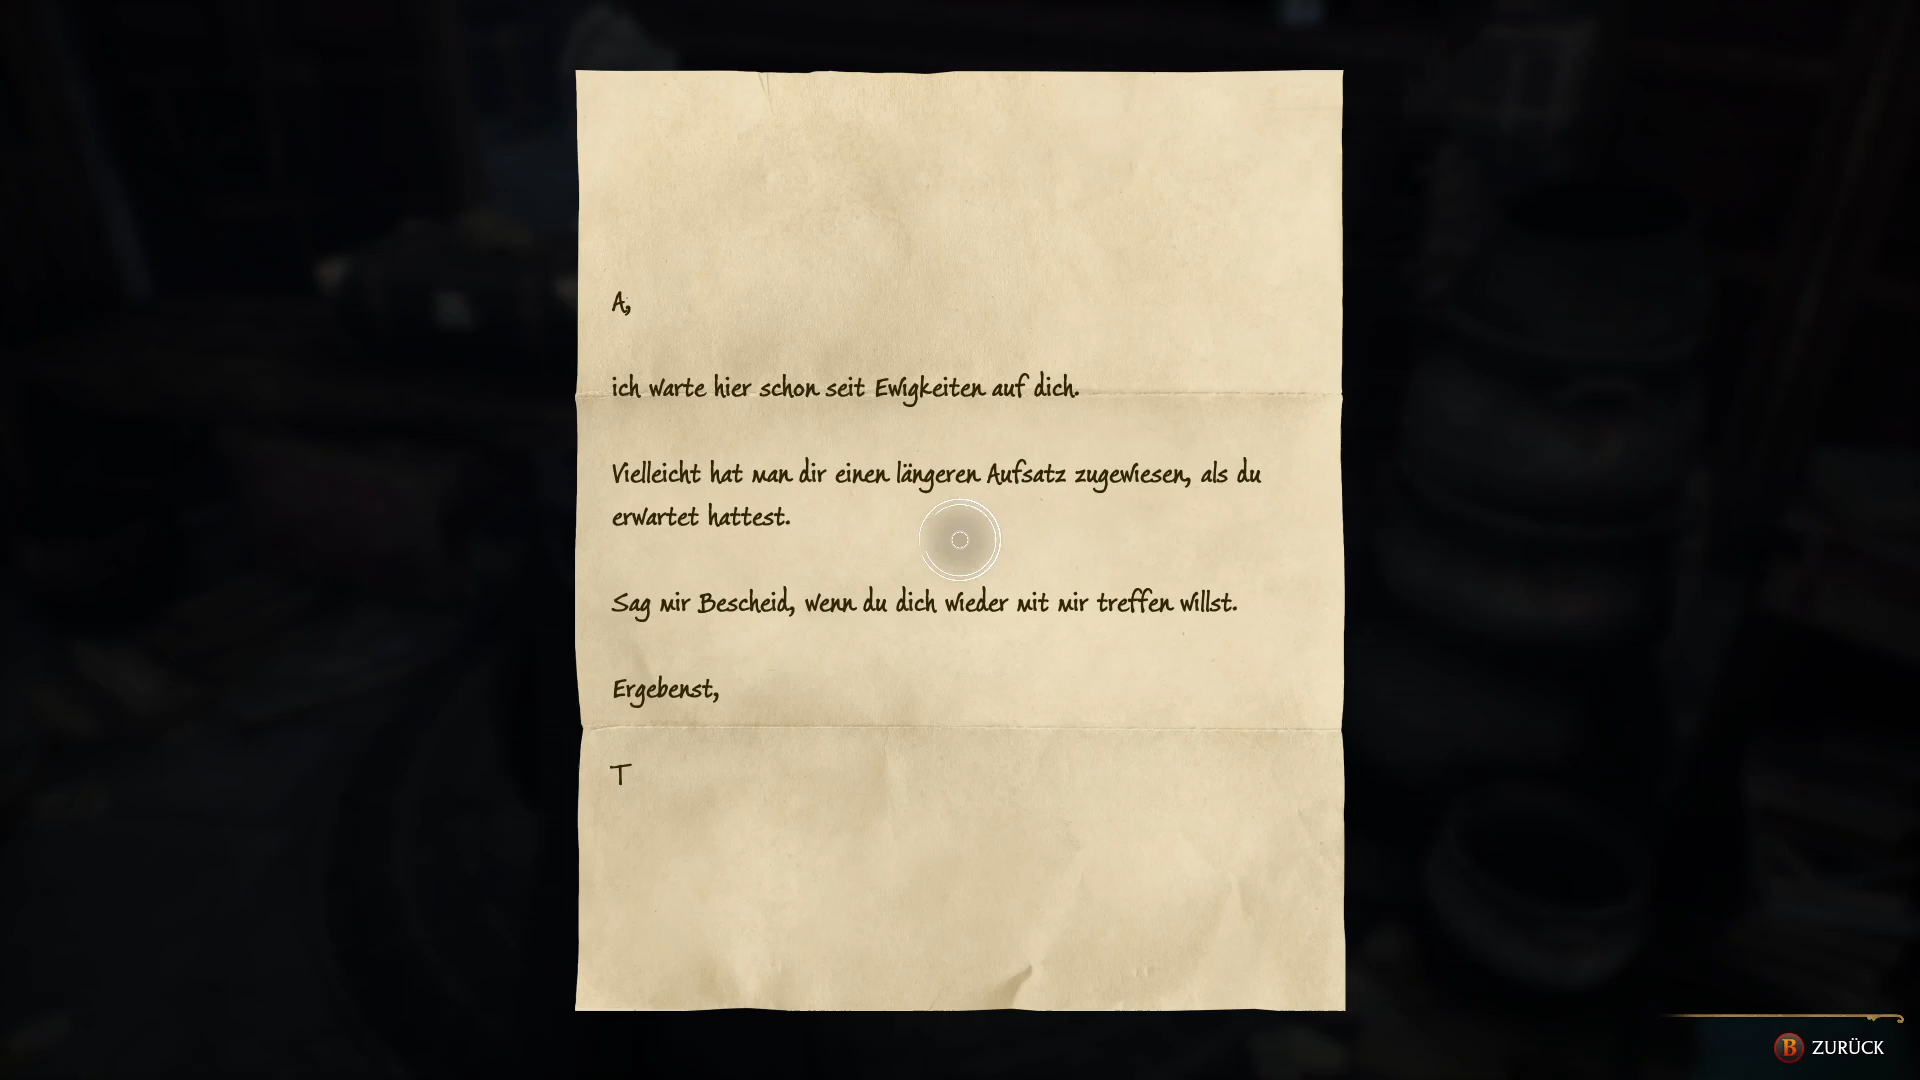 A,
ich warte hier schon seit Ewigkeiten auf dich.
Vielleicht hat man dir einen längeren Aufsatz zugewiesen, als du
erwartet hattest.
Sag mir Bescheid, wenn du dich wieder mit mir treffen willst.
Ergebenst,
T
B ZURÜCK